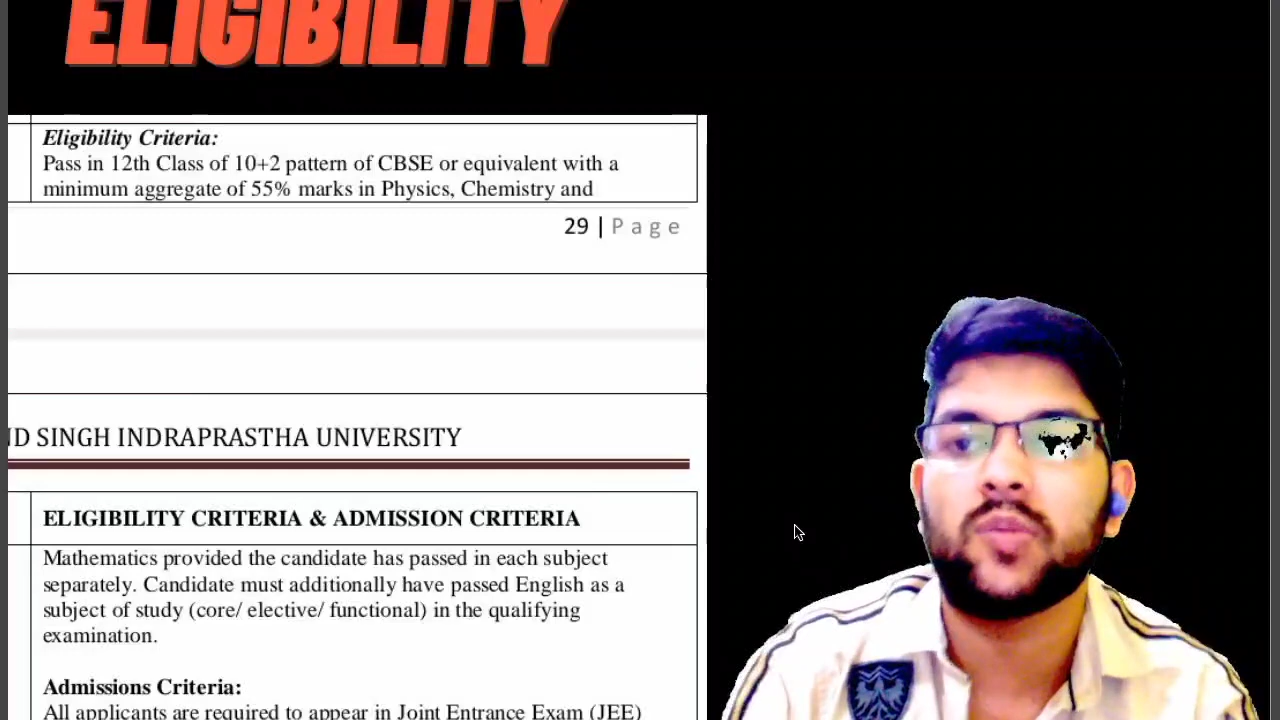 ELIGIBILITY
Eligibility Criteria:
Pass in 12th Class of 10+2 pattern of CBSE or equivalent with a
minimum aggregate of 55% marks in Physics, Chemistry and
29 | Page
ND SINGH INDRAPRASTHA UNIVERSITY
ELIGIBILITY CRITERIA & ADMISSION CRITERIA
Mathematics provided the candidate has passed in each subject
separately. Candidate must additionally have passed English as a
subject of study (core/ elective/ functional) in the qualifying
examination.
Admissions Criteria:
All applicants are required to appear in Joint Entrance Exam (JEE)